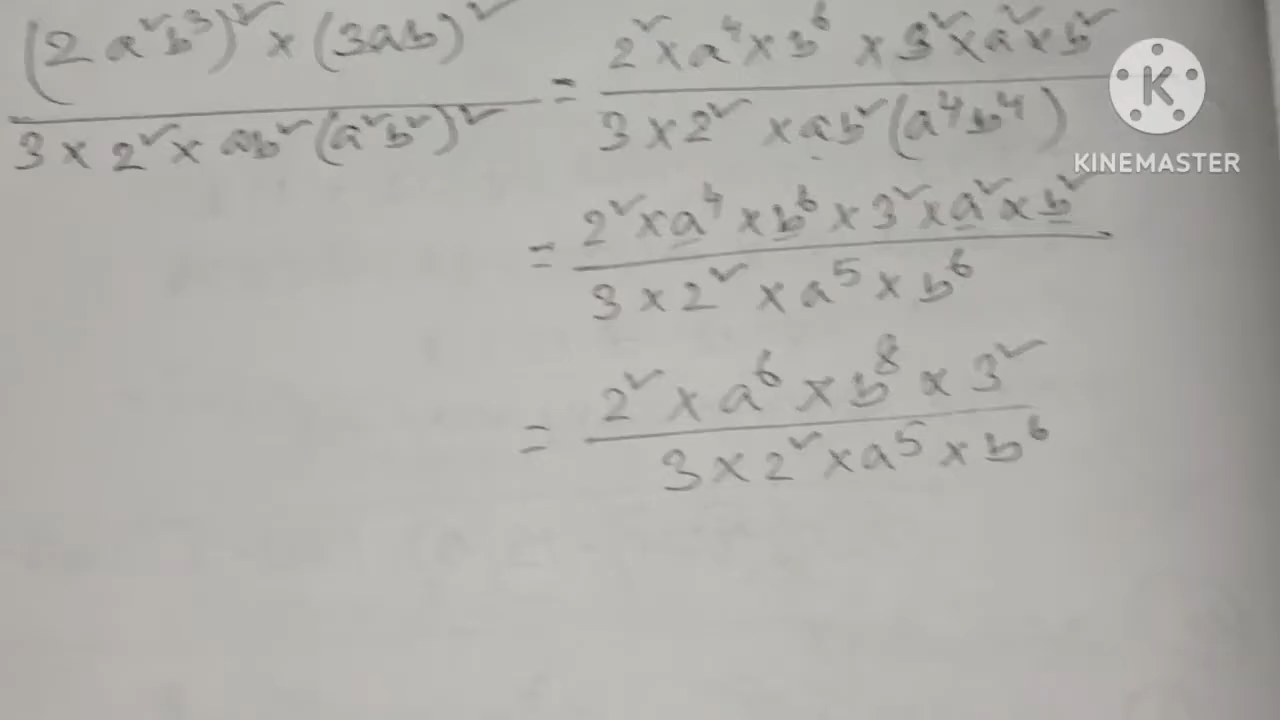 (2a²b³)² × (3ab)² / 3 × 2² × ab²(a²b²)² = 2² × a⁴ × b⁶ × 3² × a² × b² / 3 × 2² × ab²(a⁴b⁴)
= 2² × a⁴ × b⁶ × 3² × a² × b² / 3 × 2² × a⁵ × b⁶
= 2² × a⁶ × b⁸ × 3² / 3 × 2² × a⁵ × b⁶
K
KINEMASTER